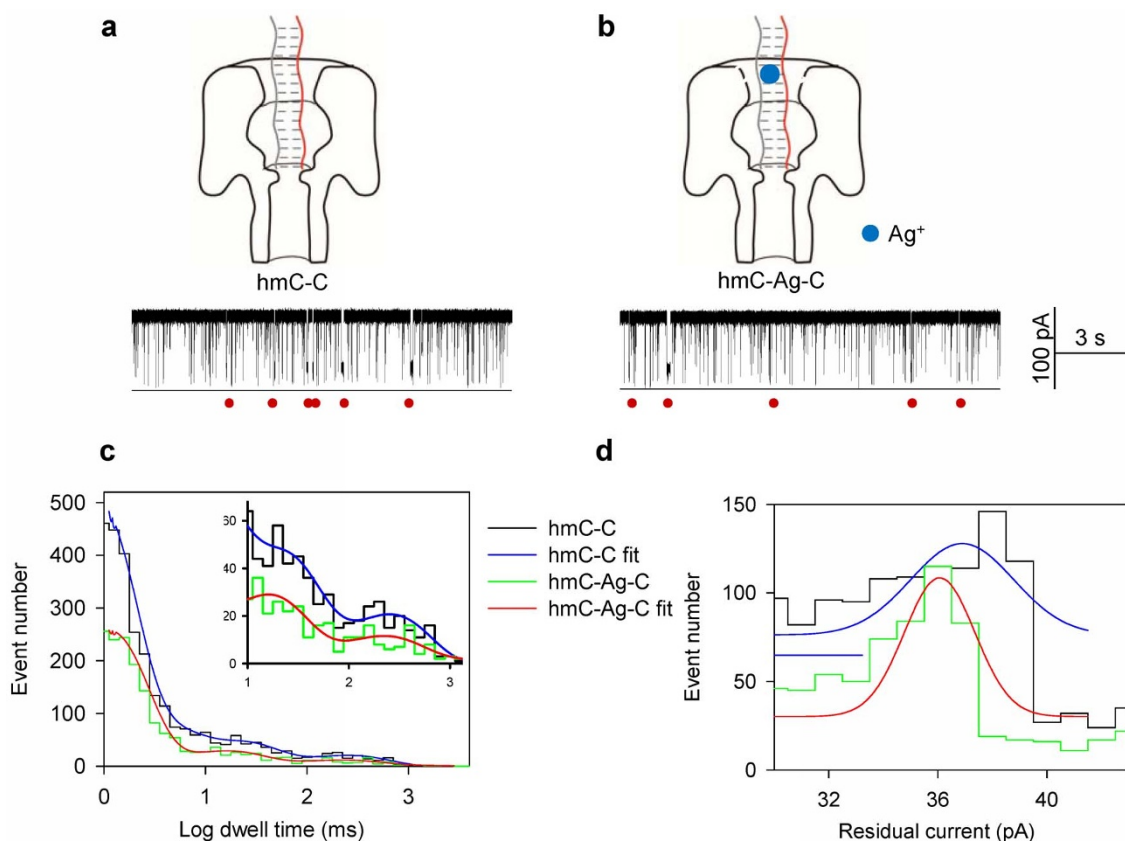 a
b
Ag⁺
hmC-C
hmC-Ag-C
100 pA
3 s
c
d
500
400
300
200
100
0
Event number
0
1
2
3
Log dwell time (ms)
60
40
20
0
1
2
3
hmC-C
hmC-C fit
hmC-Ag-C
hmC-Ag-C fit
150
100
50
0
Event number
32
36
40
Residual current (pA)